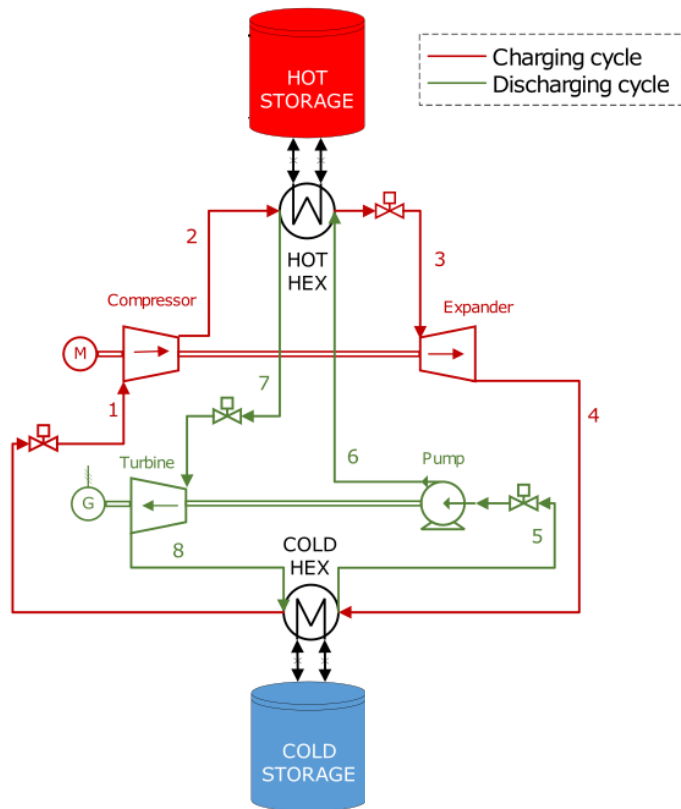 HOT
STORAGE
Charging cycle
Discharging cycle
2
HOT
HEX
3
Compressor
Expander
M
1
7
4
6
Turbine
Pump
G
5
8
COLD
HEX
COLD
STORAGE